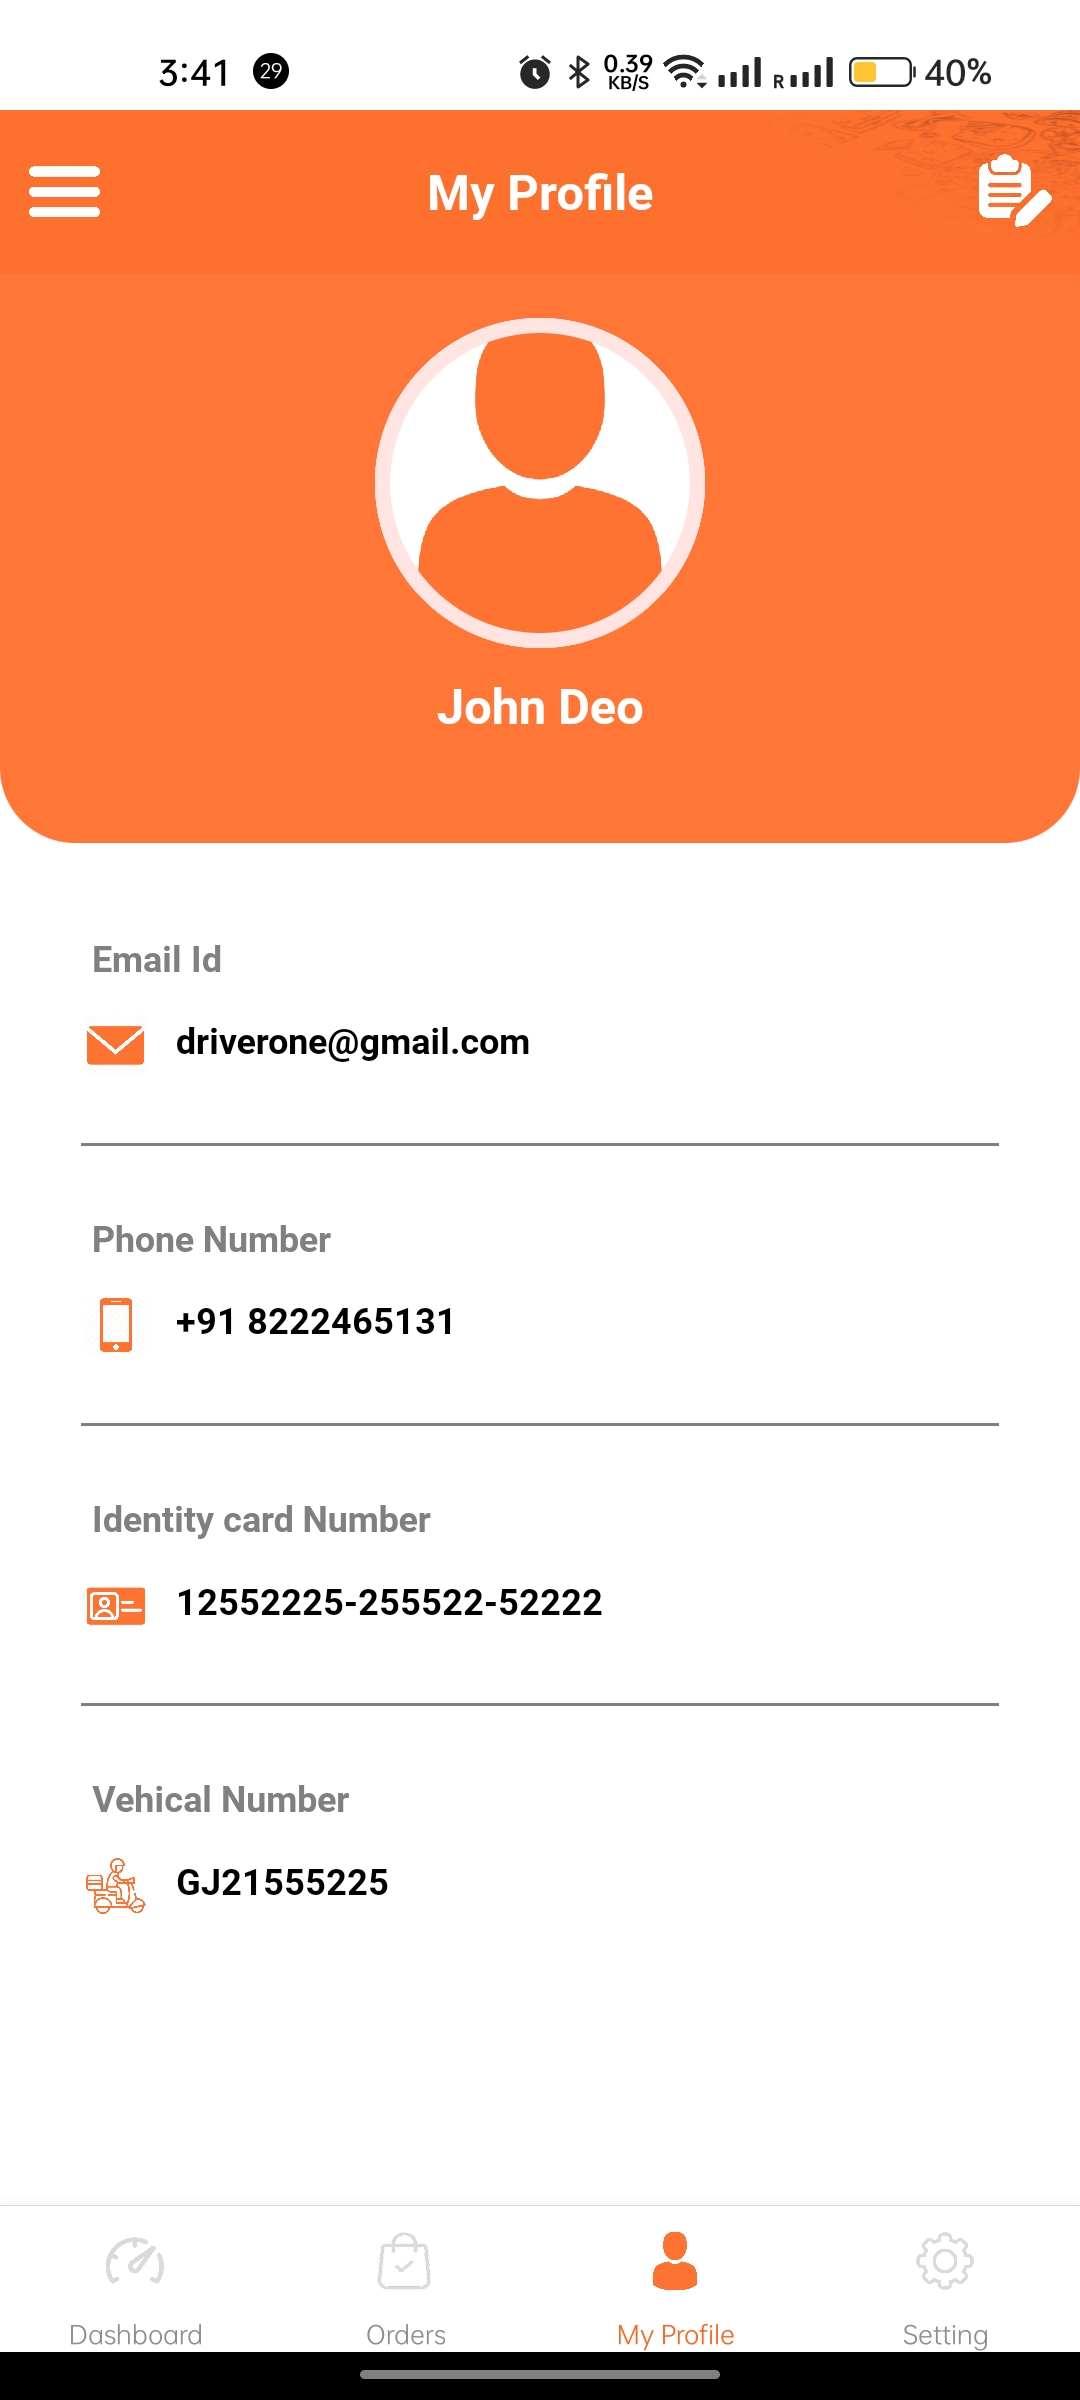 3:41 29 0.39 KB/S R 40%
My Profile
John Deo
Email Id
driverone@gmail.com
Phone Number
+91 8222465131
Identity card Number
12552225-255522-52222
Vehical Number
GJ21555225
Dashboard Orders My Profile Setting